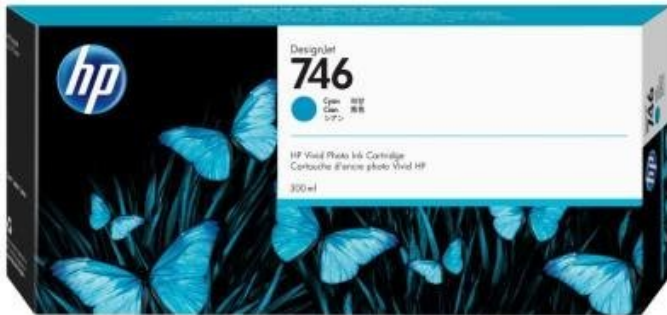 hp
DesignJet
746
Cyan
Cian
シアン
HP Vivid Photo Ink Cartridge
Cartouche d'encre photo Vivid HP
300 ml
746
hp